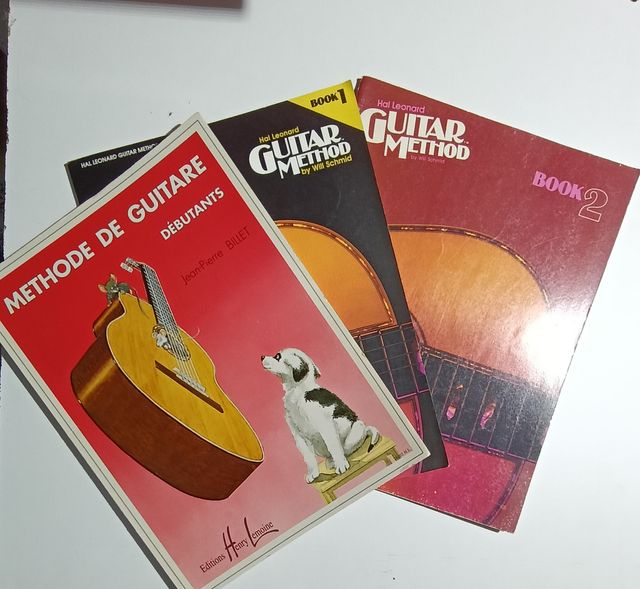 METHODE DE GUITARE
DÉBUTANTS
Jean-Pierre BILLET
Editions Henry Lemoine
HAL LEONARD GUITAR METHOD
BOOK 1
Hal Leonard
GUITAR
METHOD
by Will Schmid
Hal Leonard
GUITAR
METHOD
by Will Schmid
BOOK 2